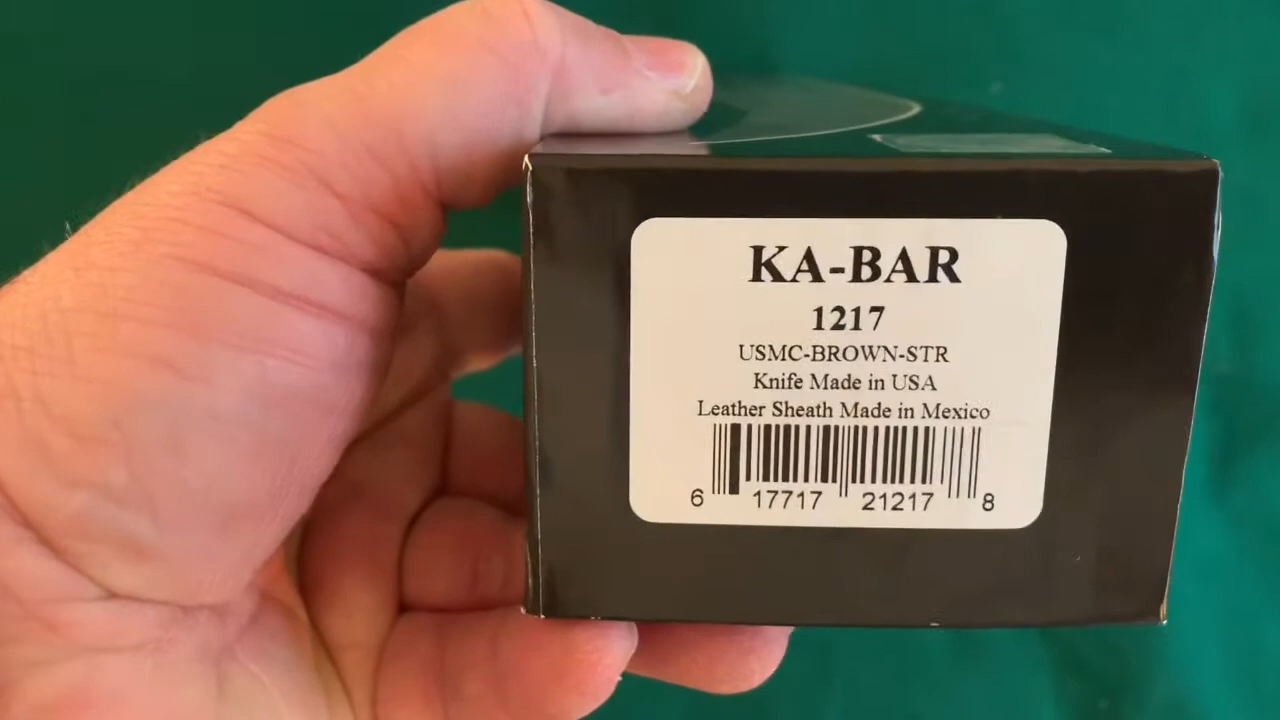 KA-BAR
1217
USMC-BROWN-STR
Knife Made in USA
Leather Sheath Made in Mexico
6 17717 21217 8